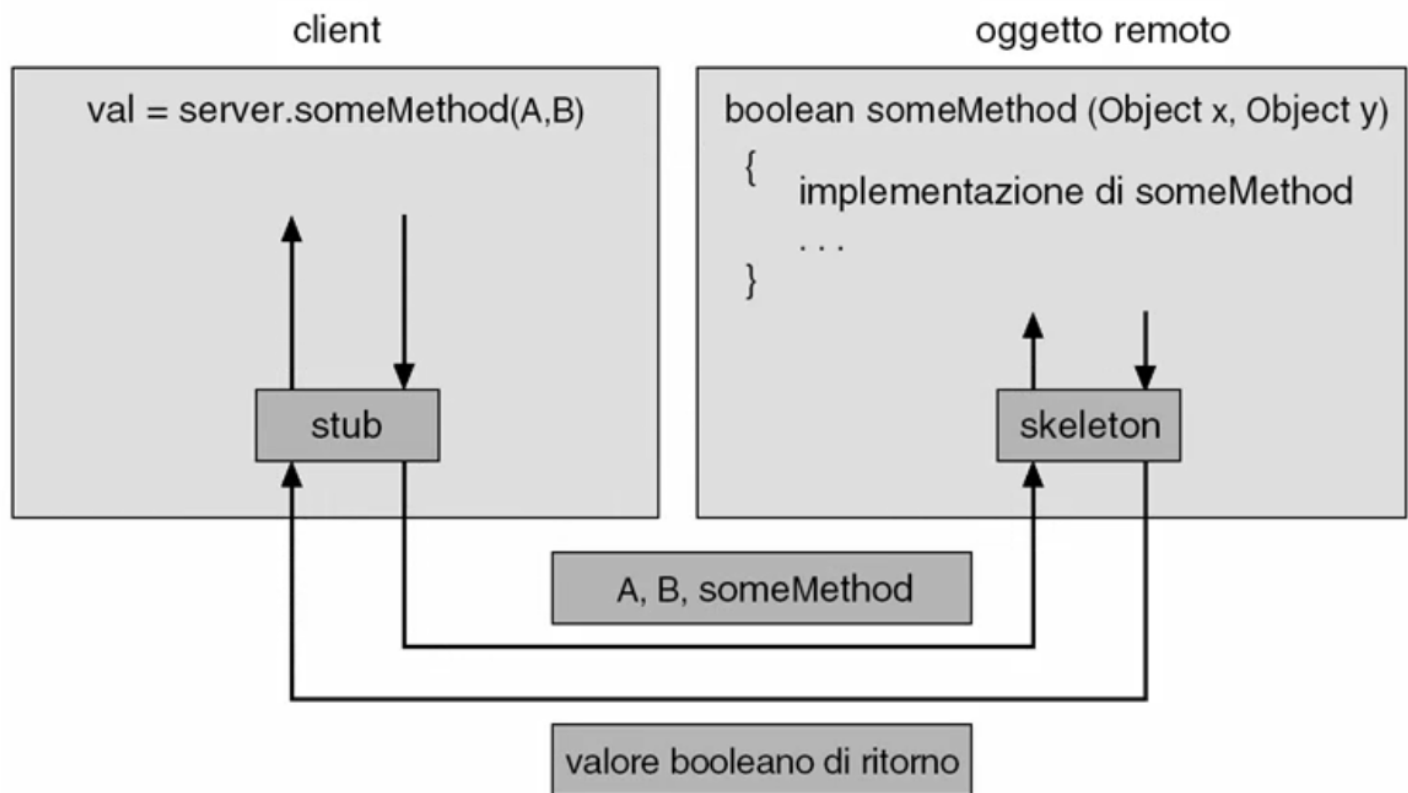 client
oggetto remoto
val = server.someMethod(A,B)
boolean someMethod (Object x, Object y)
{
implementazione di someMethod
. . .
}
stub
skeleton
A, B, someMethod
valore booleano di ritorno